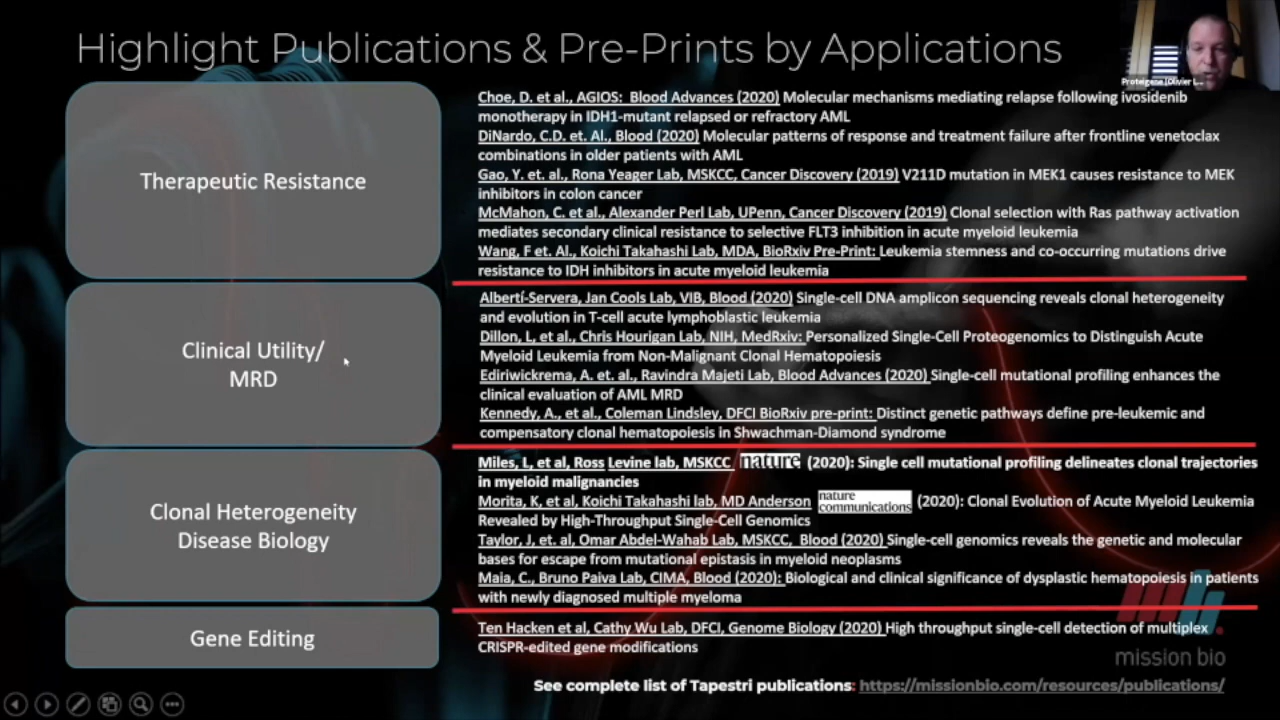 Highlight Publications & Pre-Prints by Applications
Proteigene (Olivier
Therapeutic Resistance
Choe, D. et al., AGIOS: Blood Advances (2020) Molecular mechanisms mediating relapse following ivosidenib
monotherapy in IDH1-mutant relapsed or refractory AML
DiNardo, C.D. et. Al., Blood (2020) Molecular patterns of response and treatment failure after frontline venetoclax
combinations in older patients with AML
Gao, Y. et. al., Rona Yeager Lab, MSKCC, Cancer Discovery (2019) V211D mutation in MEK1 causes resistance to MEK
inhibitors in colon cancer
McMahon, C. et al., Alexander Perl Lab, UPenn, Cancer Discovery (2019) Clonal selection with Ras pathway activation
mediates secondary clinical resistance to selective FLT3 inhibition in acute myeloid leukemia
Wang, F et. Al., Koichi Takahashi Lab, MDA, BioRxiv Pre-Print: Leukemia stemness and co-occurring mutations drive
resistance to IDH inhibitors in acute myeloid leukemia
Clinical Utility/
MRD
Albertí-Servera, Jan Cools Lab, VIB, Blood (2020) Single-cell DNA amplicon sequencing reveals clonal heterogeneity
and evolution in T-cell acute lymphoblastic leukemia
Dillon, L, et al., Chris Hourigan Lab, NIH, MedRxiv: Personalized Single-Cell Proteogenomics to Distinguish Acute
Myeloid Leukemia from Non-Malignant Clonal Hematopoiesis
Ediriwickrema, A. et. al., Ravindra Majeti Lab, Blood Advances (2020) Single-cell mutational profiling enhances the
clinical evaluation of AML MRD
Kennedy, A., et al., Coleman Lindsley, DFCI BioRxiv pre-print: Distinct genetic pathways define pre-leukemic and
compensatory clonal hematopoiesis in Shwachman-Diamond syndrome
Clonal Heterogeneity
Disease Biology
Miles, L, et al, Ross Levine lab, MSKCC nature (2020): Single cell mutational profiling delineates clonal trajectories
in myeloid malignancies
Morita, K, et al, Koichi Takahashi lab, MD Anderson nature communications (2020): Clonal Evolution of Acute Myeloid Leukemia
Revealed by High-Throughput Single-Cell Genomics
Taylor, J, et. al, Omar Abdel-Wahab Lab, MSKCC, Blood (2020) Single-cell genomics reveals the genetic and molecular
bases for escape from mutational epistasis in myeloid neoplasms
Maia, C., Bruno Paiva Lab, CIMA, Blood (2020): Biological and clinical significance of dysplastic hematopoiesis in patients
with newly diagnosed multiple myeloma
Gene Editing
Ten Hacken et al, Cathy Wu Lab, DFCI, Genome Biology (2020) High throughput single-cell detection of multiplex
CRISPR-edited gene modifications
mission bio
See complete list of Tapestri publications: https://missionbio.com/resources/publications/